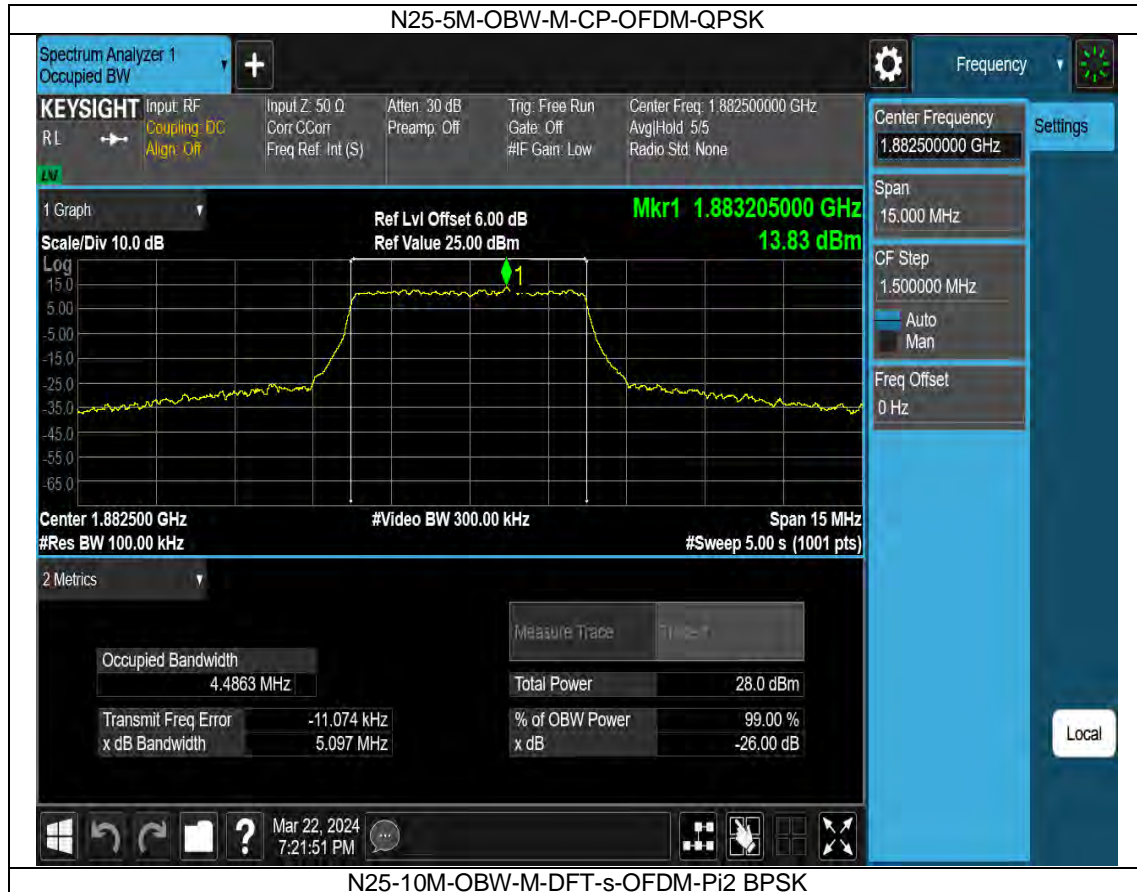 N25-5M-OBW-M-CP-OFDM-QPSK
Spectrum Analyzer 1
Occupied BW
Frequency
KEYSIGHT
RL
LNI
Input: RF
Coupling: DC
Align: Off
Input Z: 50 Ω
Corr CCorr
Freq Ref: Int (S)
Atten: 30 dB
Preamp: Off
Trig: Free Run
Gate: Off
#IF Gain: Low
Center Freq: 1.882500000 GHz
Avg|Hold: 5/5
Radio Std: None
Center Frequency
1.882500000 GHz
Settings
Span
15.000 MHz
CF Step
1.500000 MHz
Auto
Man
Freq Offset
0 Hz
1 Graph
Scale/Div 10.0 dB
Ref Lvl Offset 6.00 dB
Ref Value 25.00 dBm
Mkr1 1.883205000 GHz
13.83 dBm
Log
15.0
5.00
-5.00
-15.0
-25.0
-35.0
-45.0
-55.0
-65.0
1
Center 1.882500 GHz
#Video BW 300.00 kHz
Span 15 MHz
#Res BW 100.00 kHz
#Sweep 5.00 s (1001 pts)
2 Metrics
Measure Trace
Occupied Bandwidth
4.4863 MHz
Total Power 28.0 dBm
Transmit Freq Error -11.074 kHz
% of OBW Power 99.00 %
x dB Bandwidth 5.097 MHz
x dB -26.00 dB
Local
Mar 22, 2024
7:21:51 PM
N25-10M-OBW-M-DFT-s-OFDM-Pi2 BPSK